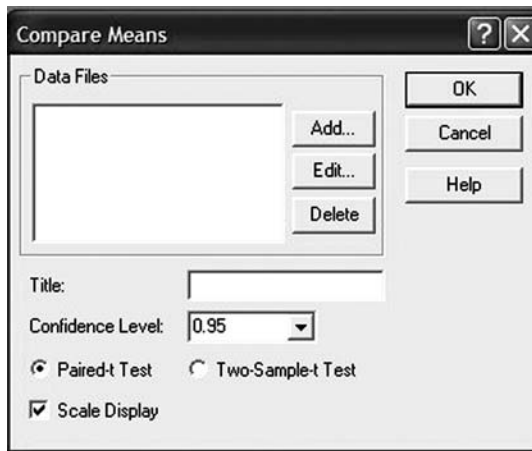 Compare Means
Data Files
Add...
Edit...
Delete
OK
Cancel
Help
Title:
Confidence Level: 0.95
Paired-t Test Two-Sample-t Test
Scale Display